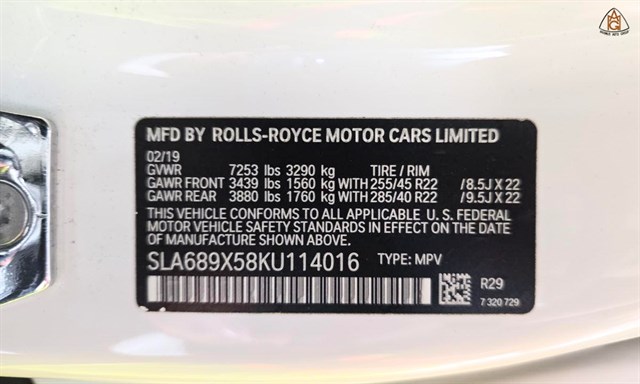 MFD BY ROLLS-ROYCE MOTOR CARS LIMITED
02/19
GVWR 7253 lbs 3290 kg TIRE / RIM
GAWR FRONT 3439 lbs 1560 kg WITH 255/45 R22 /8.5J X 22
GAWR REAR 3880 lbs 1760 kg WITH 285/40 R22 /9.5J X 22
THIS VEHICLE CONFORMS TO ALL APPLICABLE U. S. FEDERAL
MOTOR VEHICLE SAFETY STANDARDS IN EFFECT ON THE DATE
OF MANUFACTURE SHOWN ABOVE.
SLA689X58KU114016 TYPE: MPV
R29
7 320 729